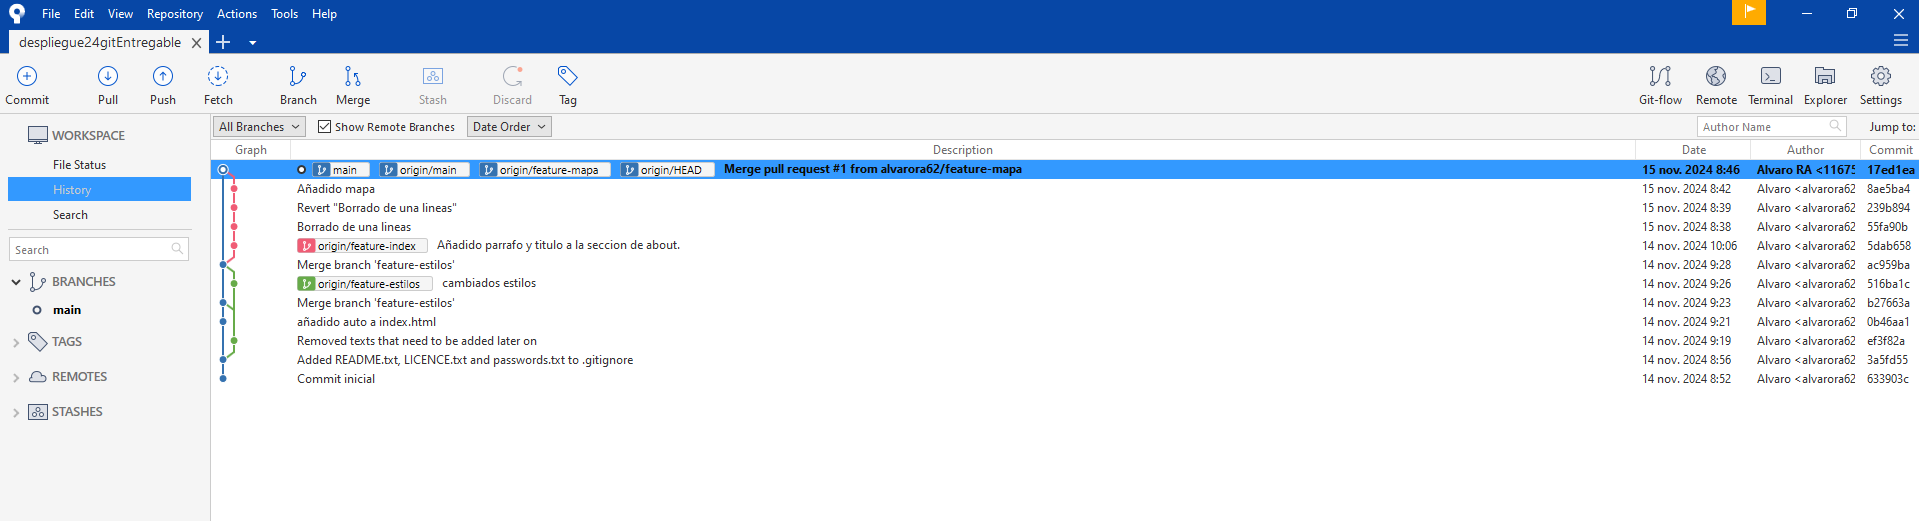 File Edit View Repository Actions Tools Help
despliegue24gitEntregable
Commit Pull Push Fetch Branch Merge Stash Discard Tag Git-flow Remote Terminal Explorer Settings
WORKSPACE
File Status
History
Search
Search
BRANCHES
main
TAGS
REMOTES
STASHES
All Branches Show Remote Branches Date Order Author Name Jump to:
Graph Description Date Author Commit
main origin/main origin/feature-mapa origin/HEAD Merge pull request #1 from alvarora62/feature-mapa 15 nov. 2024 8:46 Alvaro RA <11675 17ed1ea
Añadido mapa 15 nov. 2024 8:42 Alvaro <alvarora62 8ae5ba4
Revert "Borrado de una lineas" 15 nov. 2024 8:39 Alvaro <alvarora62 239b894
Borrado de una lineas 15 nov. 2024 8:38 Alvaro <alvarora62 55fa90b
origin/feature-index Añadido parrafo y titulo a la seccion de about. 14 nov. 2024 10:06 Alvaro <alvarora62 5dab658
Merge branch 'feature-estilos' 14 nov. 2024 9:28 Alvaro <alvarora62 ac959ba
origin/feature-estilos cambiados estilos 14 nov. 2024 9:26 Alvaro <alvarora62 516ba1c
Merge branch 'feature-estilos' 14 nov. 2024 9:23 Alvaro <alvarora62 b27663a
añadido auto a index.html 14 nov. 2024 9:21 Alvaro <alvarora62 0b46aa1
Removed texts that need to be added later on 14 nov. 2024 9:19 Alvaro <alvarora62 ef3f82a
Added README.txt, LICENCE.txt and passwords.txt to .gitignore 14 nov. 2024 8:56 Alvaro <alvarora62 3a5fd55
Commit inicial 14 nov. 2024 8:52 Alvaro <alvarora62 633903c